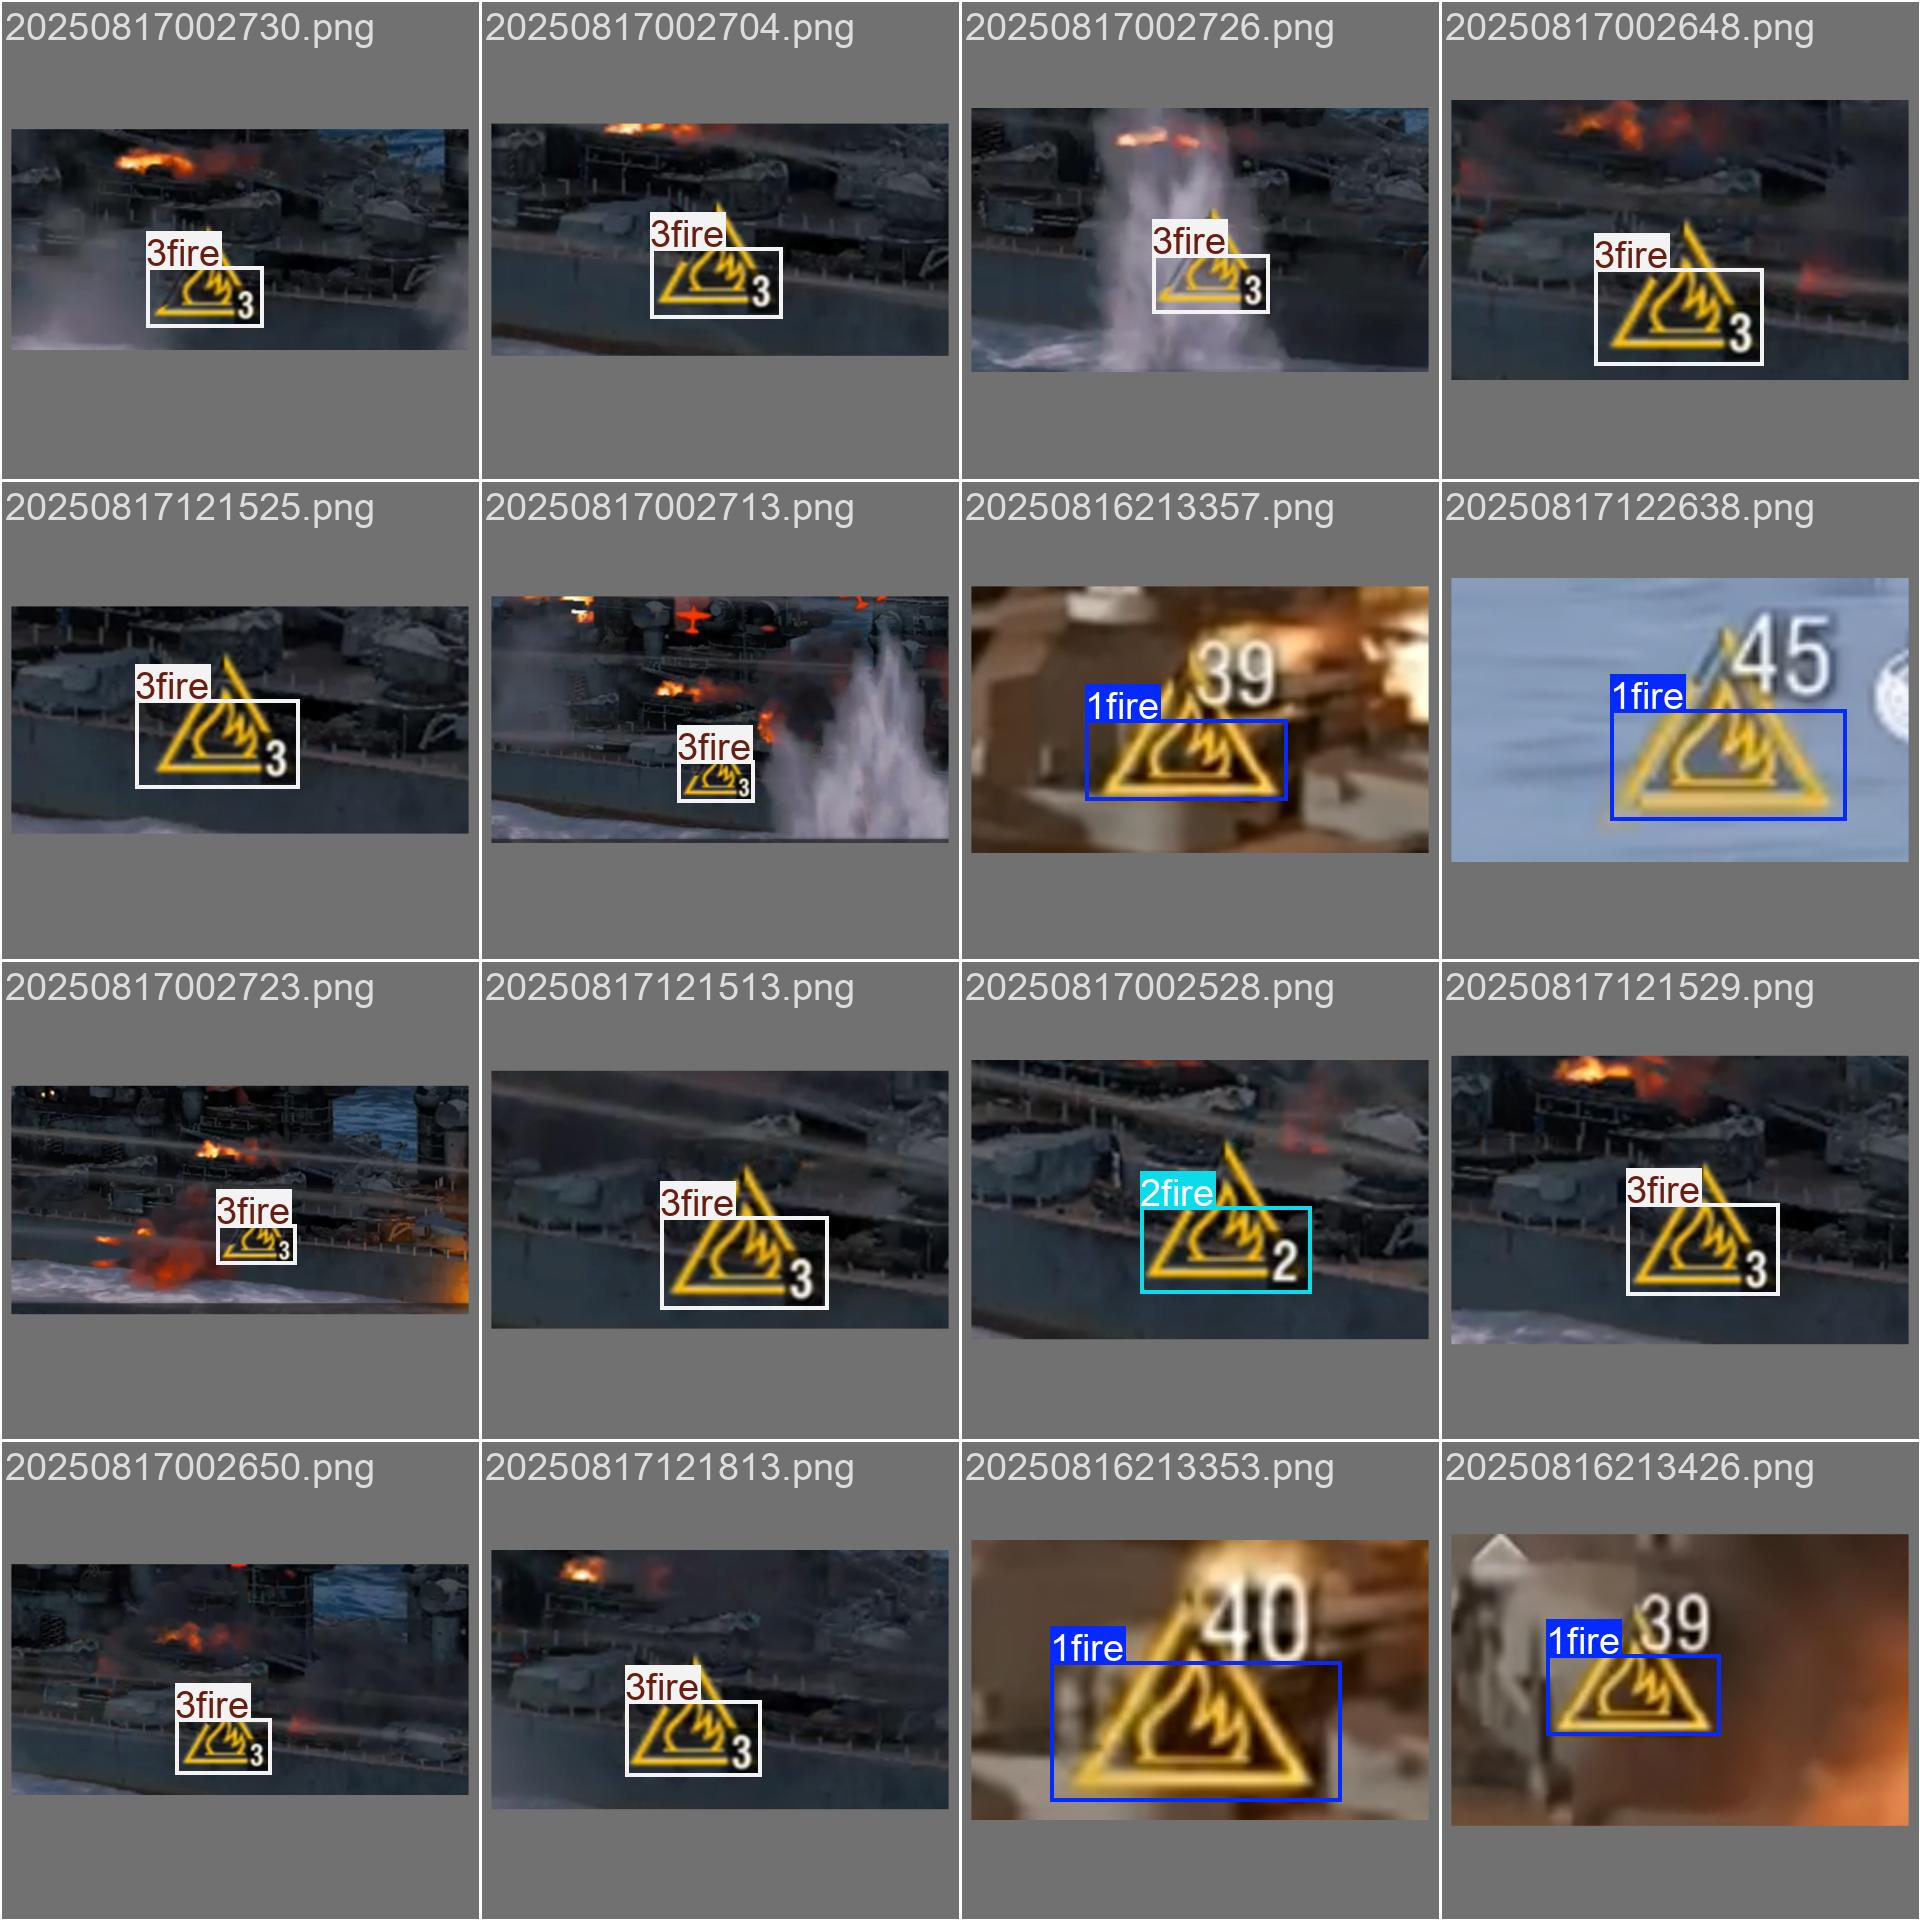 20250817002730.png
20250817002704.png
20250817002726.png
20250817002648.png
3fire
3
3fire
3
3fire
3
3fire
3
20250817121525.png
20250817002713.png
20250816213357.png
20250817122638.png
3fire
3
3fire
3
39
1fire
45
1fire
20250817002723.png
20250817121513.png
20250817002528.png
20250817121529.png
3fire
3
3fire
3
2fire
2
3fire
3
20250817002650.png
20250817121813.png
20250816213353.png
20250816213426.png
3fire
3
3fire
3
40
1fire
39
1fire